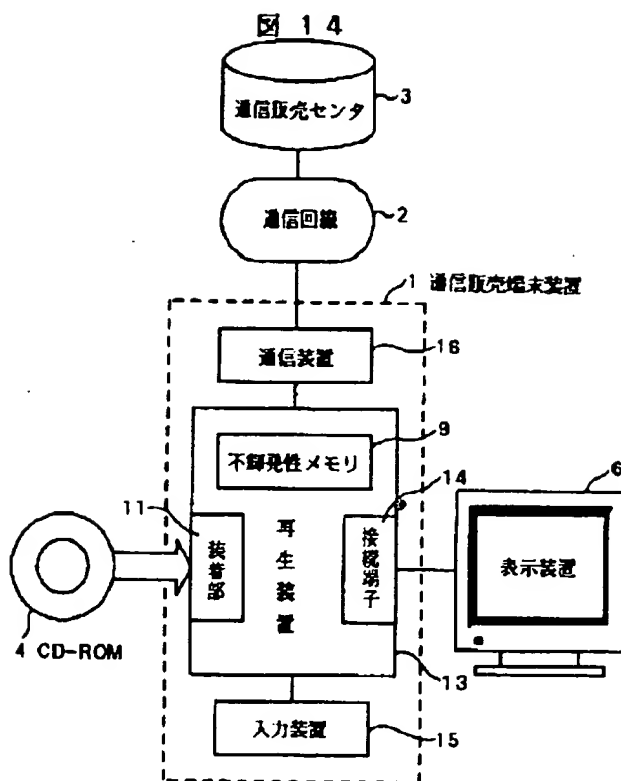 図 14
通信販売センタ
3
通信回線
2
1 通信販売端末装置
通信装置
16
不揮発性メモリ
9
14
6
11
装着部
再生装置
接続端子
表示装置
4 CD-ROM
13
入力装置
15